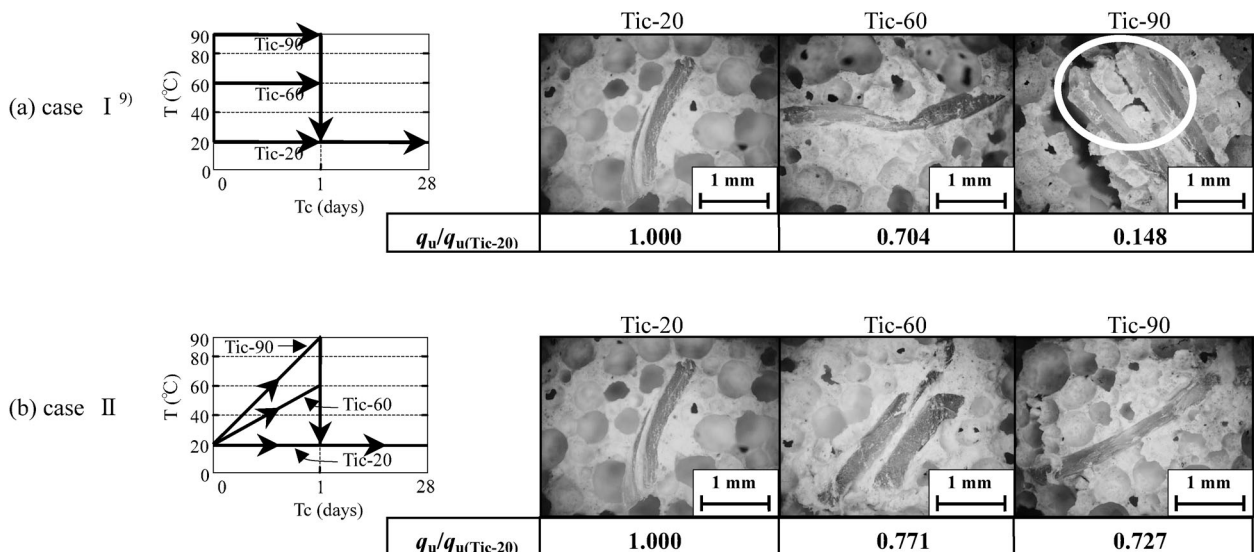 Tic-20 Tic-60 Tic-90
(a) case Ⅰ ⁹⁾
T (℃)
90
80
60
40
20
0
Tic-90
Tic-60
Tic-20
0 1 28
Tc (days)
1 mm 1 mm 1 mm
qu/qu(Tic-20) 1.000 0.704 0.148
Tic-20 Tic-60 Tic-90
(b) case Ⅱ
T (℃)
90
80
60
40
20
0
Tic-90
Tic-60
Tic-20
0 1 28
Tc (days)
1 mm 1 mm 1 mm
qu/qu(Tic-20) 1.000 0.771 0.727